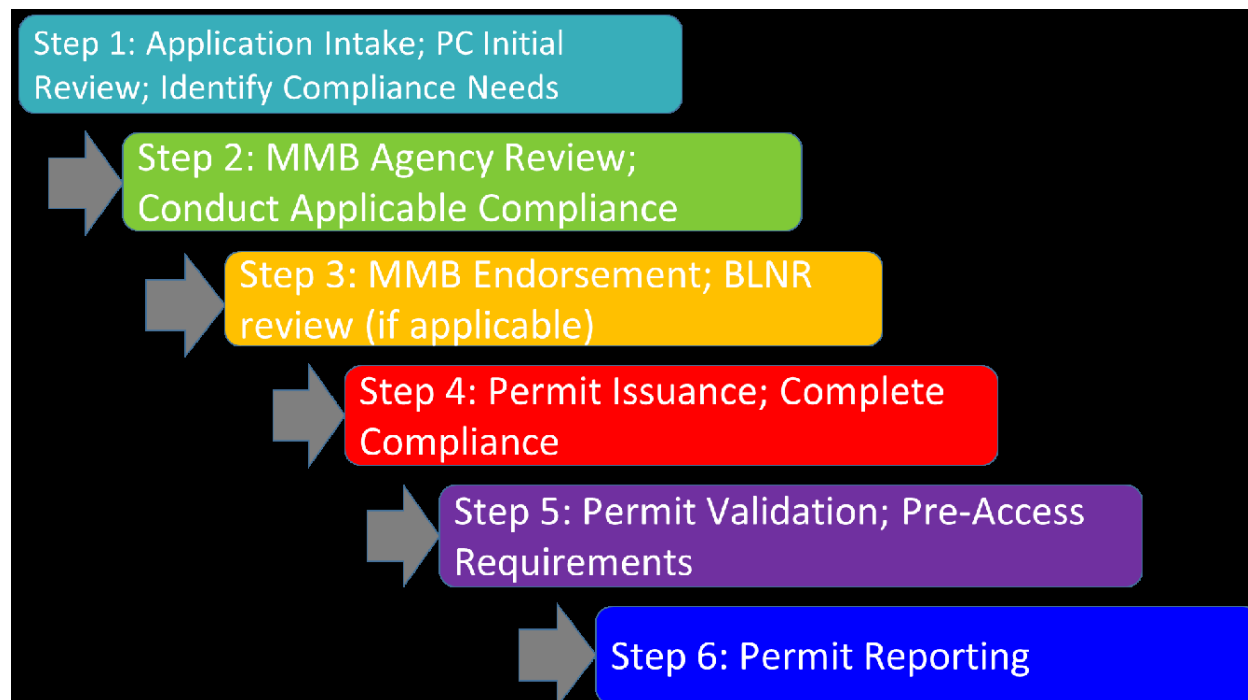 Step 1: Application Intake; PC Initial
Review; Identify Compliance Needs
Step 2: MMB Agency Review;
Conduct Applicable Compliance
Step 3: MMB Endorsement; BLNR
review (if applicable)
Step 4: Permit Issuance; Complete
Compliance
Step 5: Permit Validation; Pre-Access
Requirements
Step 6: Permit Reporting